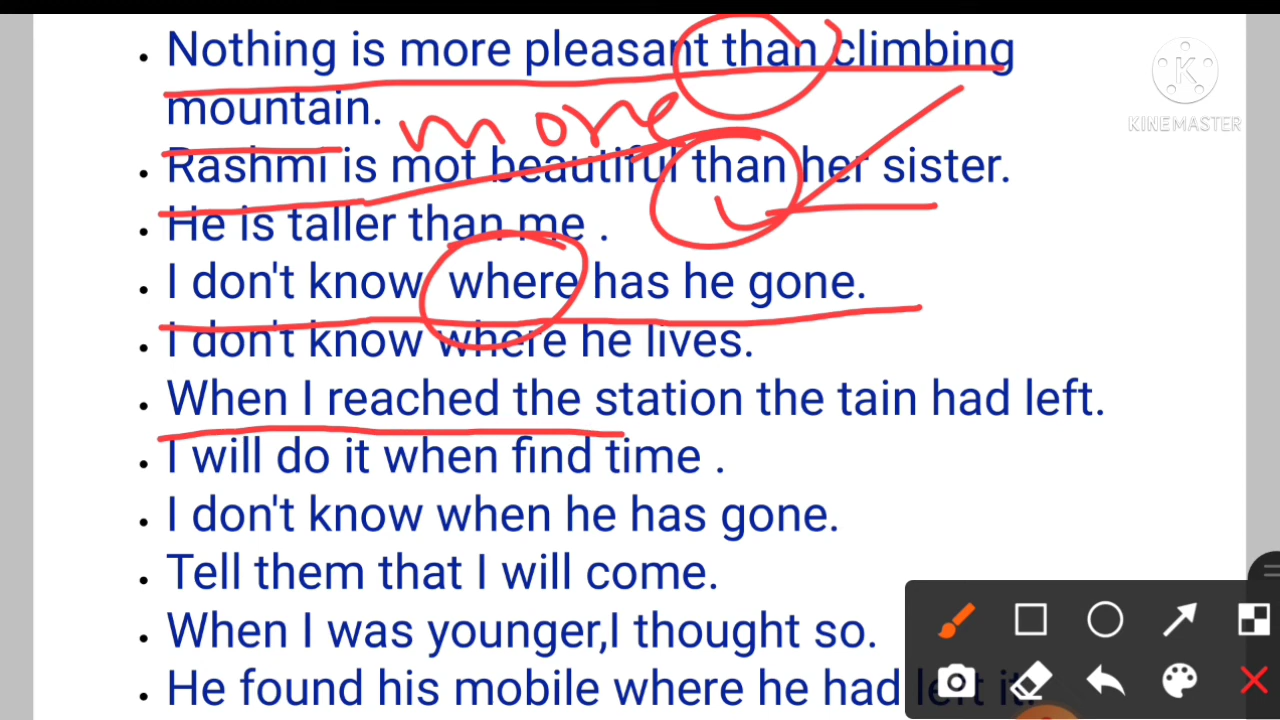 Nothing is more pleasant than climbing
mountain.
more
Rashmi is mot beautiful than her sister.
He is taller than me .
I don't know where has he gone.
I don't know where he lives.
When I reached the station the tain had left.
I will do it when find time .
I don't know when he has gone.
Tell them that I will come.
When I was younger,I thought so.
He found his mobile where he had left it.
K
KINEMASTER